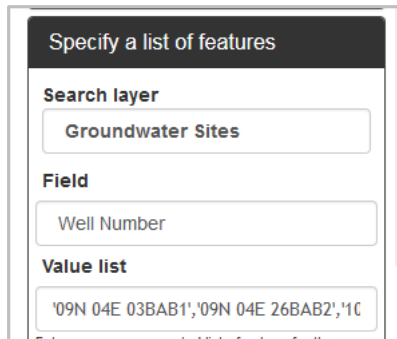 Specify a list of features
Search layer
Groundwater Sites
Field
Well Number
Value list
'09N 04E 03BAB1','09N 04E 26BAB2','10